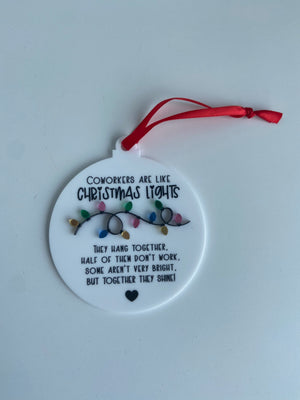 COWORKERS ARE LIKE
CHRISTMAS LIGHTS
THEY HANG TOGETHER,
HALF OF THEM DON'T WORK,
SOME AREN'T VERY BRIGHT,
BUT TOGETHER THEY SHINE!